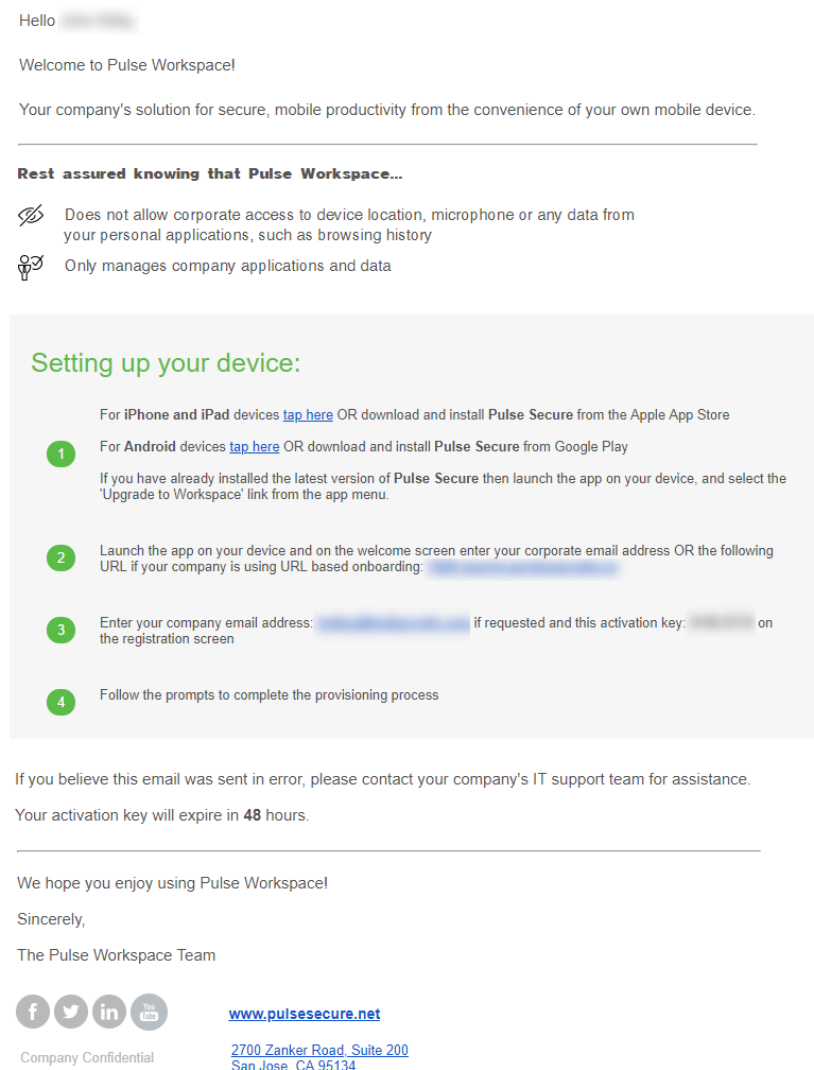 Hello
Welcome to Pulse Workspace!
Your company's solution for secure, mobile productivity from the convenience of your own mobile device.
Rest assured knowing that Pulse Workspace...
Does not allow corporate access to device location, microphone or any data from
your personal applications, such as browsing history
Only manages company applications and data
Setting up your device:
For iPhone and iPad devices tap here OR download and install Pulse Secure from the Apple App Store
1
For Android devices tap here OR download and install Pulse Secure from Google Play
If you have already installed the latest version of Pulse Secure then launch the app on your device, and select the
'Upgrade to Workspace' link from the app menu.
2
Launch the app on your device and on the welcome screen enter your corporate email address OR the following
URL if your company is using URL based onboarding:
3
Enter your company email address: if requested and this activation key: on
the registration screen
4
Follow the prompts to complete the provisioning process
If you believe this email was sent in error, please contact your company's IT support team for assistance.
Your activation key will expire in 48 hours.
We hope you enjoy using Pulse Workspace!
Sincerely,
The Pulse Workspace Team
f in You Tube
www.pulsesecure.net
Company Confidential
2700 Zanker Road, Suite 200
San Jose, CA 95134